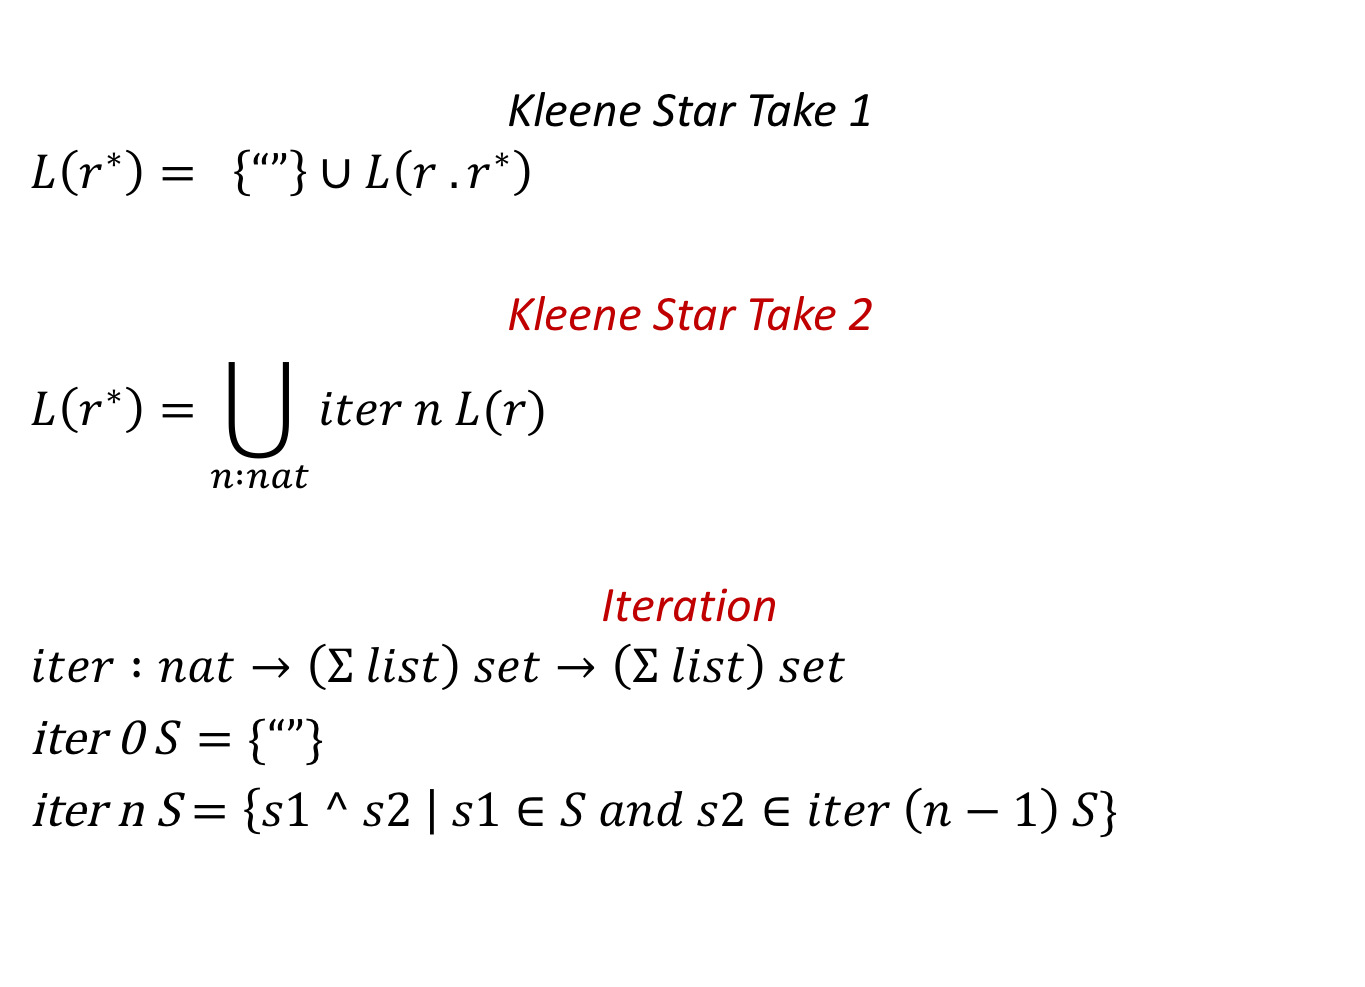 Kleene Star Take 1
L(r*) = {“”} ∪ L(r . r*)
Kleene Star Take 2
L(r*) = ⋃ iter n L(r)
n:nat
Iteration
iter : nat → (Σ list) set → (Σ list) set
iter 0 S = {“”}
iter n S = {s1 ^ s2 | s1 ∈ S and s2 ∈ iter (n − 1) S}